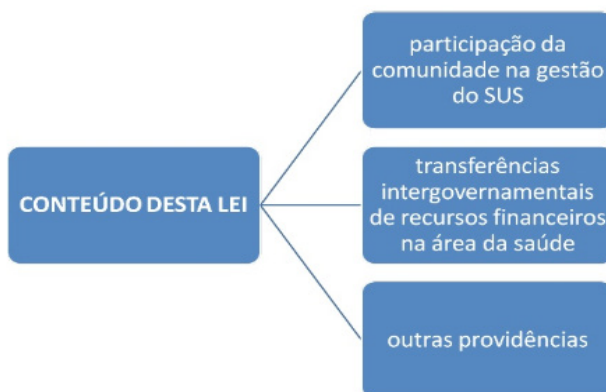 participação da
comunidade na gestão
do SUS
CONTEÚDO DESTA LEI
transferências
intergovernamentais
de recursos financeiros
na área da saúde
outras providências